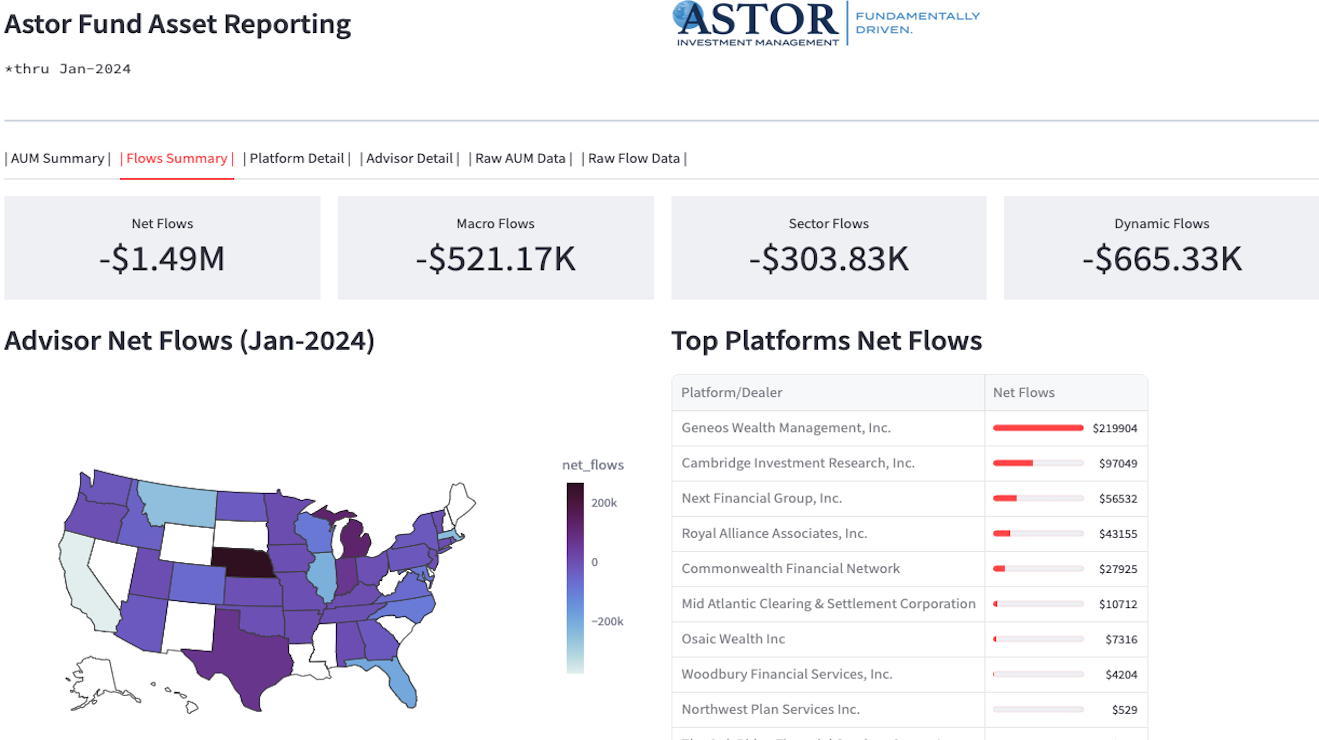 Astor Fund Asset Reporting
ASTOR
INVESTMENT MANAGEMENT
FUNDAMENTALLY
DRIVEN.
*thru Jan-2024
| AUM Summary | | Flows Summary | | Platform Detail | | Advisor Detail | | Raw AUM Data | | Raw Flow Data |
Net Flows
-$1.49M
Macro Flows
-$521.17K
Sector Flows
-$303.83K
Dynamic Flows
-$665.33K
Advisor Net Flows (Jan-2024)
net_flows
200k
0
−200k
Top Platforms Net Flows
Platform/Dealer Net Flows
Geneos Wealth Management, Inc. $219904
Cambridge Investment Research, Inc. $97049
Next Financial Group, Inc. $56532
Royal Alliance Associates, Inc. $43155
Commonwealth Financial Network $27925
Mid Atlantic Clearing & Settlement Corporation $10712
Osaic Wealth Inc $7316
Woodbury Financial Services, Inc. $4204
Northwest Plan Services Inc. $529